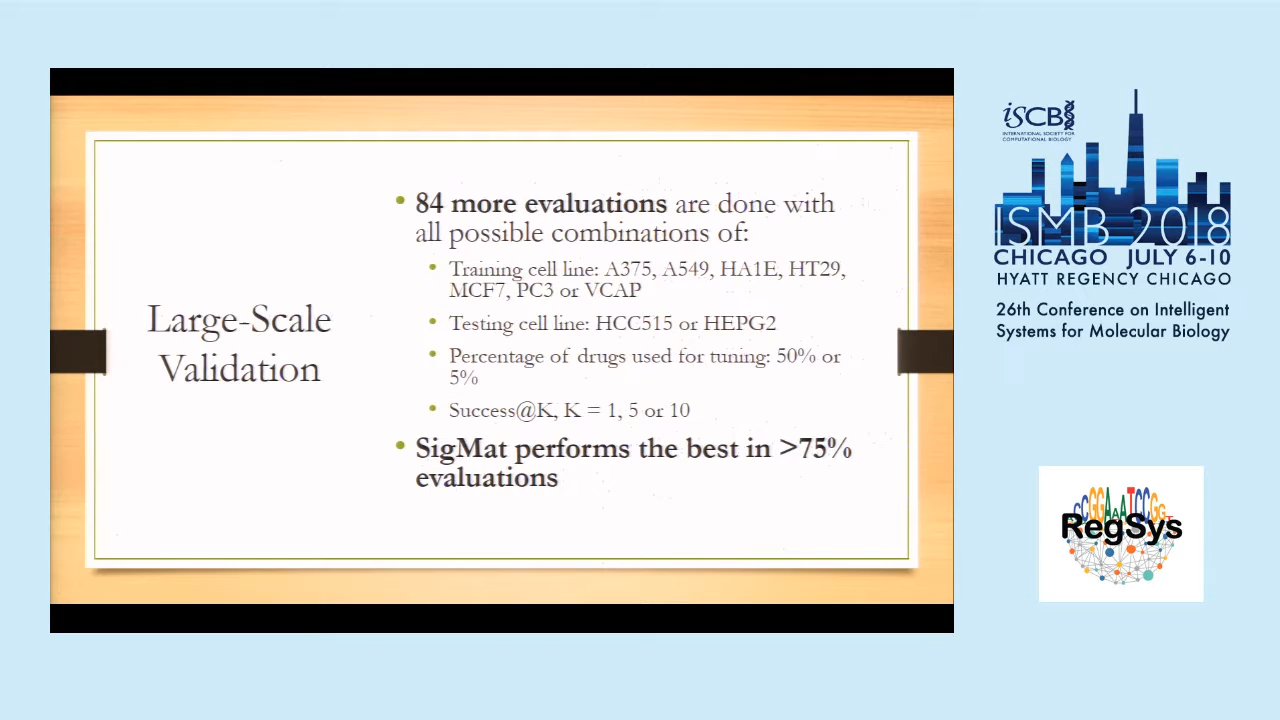 Large-Scale
Validation
• 84 more evaluations are done with
all possible combinations of:
• Training cell line: A375, A549, HA1E, HT29,
MCF7, PC3 or VCAP
• Testing cell line: HCC515 or HEPG2
• Percentage of drugs used for tuning: 50% or
5%
• Success@K, K = 1, 5 or 10
• SigMat performs the best in >75%
evaluations
iSCB
INTERNATIONAL SOCIETY FOR
COMPUTATIONAL BIOLOGY
ISMB 2018
CHICAGO JULY 6-10
HYATT REGENCY CHICAGO
26th Conference on Intelligent
Systems for Molecular Biology
RegSys